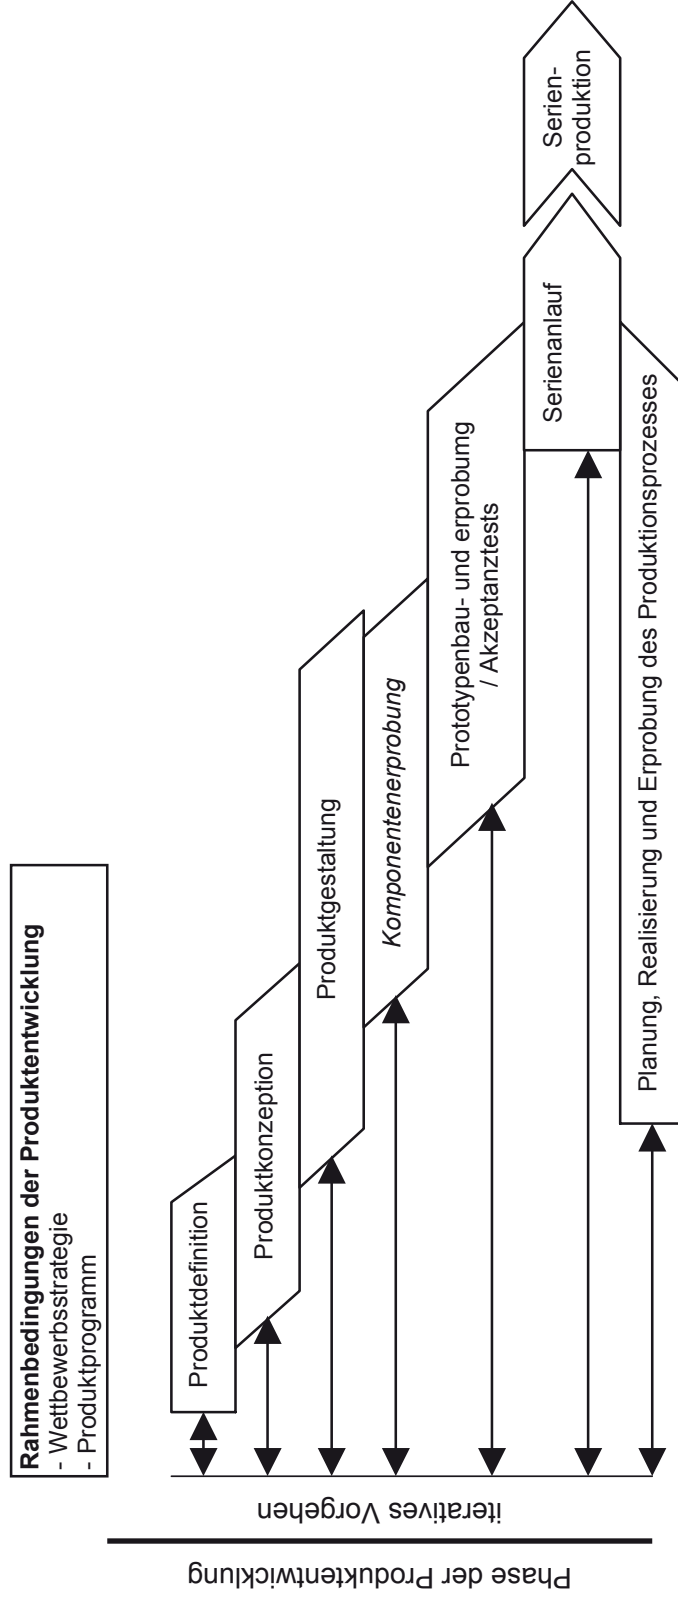 Rahmenbedingungen der Produktentwicklung
- Wettbewerbsstrategie
- Produktprogramm
Phase der Produktentwicklung
iteratives Vorgehen
Produktdefinition
Produktkonzeption
Produktgestaltung
Komponentenerprobung
Prototypenbau- und erprobumg
/ Akzeptanztests
Serienanlauf
Serien-
produktion
Planung, Realisierung und Erprobung des Produktionsprozesses